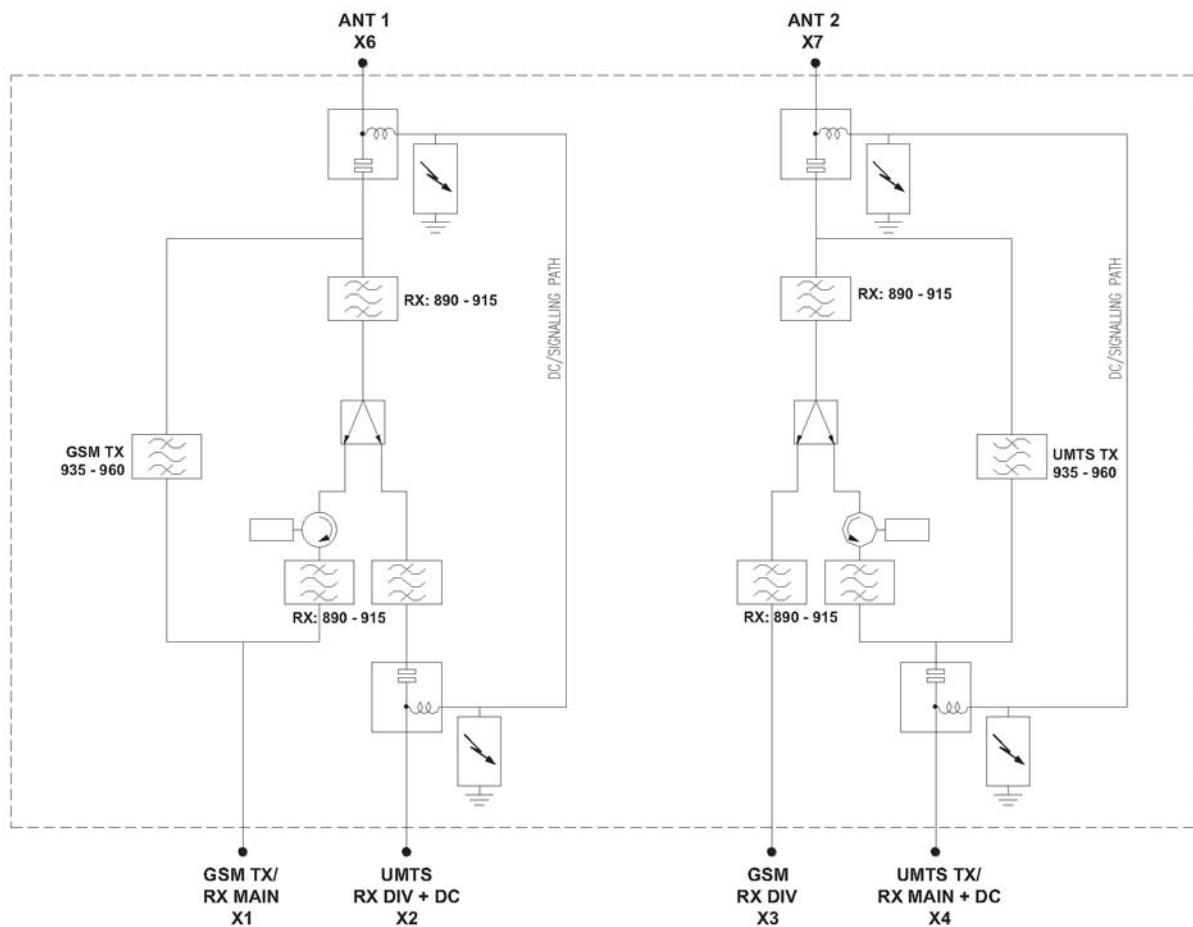 ANT 1
X6
ANT 2
X7
RX: 890 - 915
RX: 890 - 915
DC/SIGNALLING PATH
DC/SIGNALLING PATH
GSM TX
935 - 960
UMTS TX
935 - 960
RX: 890 - 915
RX: 890 - 915
GSM TX/
RX MAIN
X1
UMTS
RX DIV + DC
X2
GSM
RX DIV
X3
UMTS TX/
RX MAIN + DC
X4